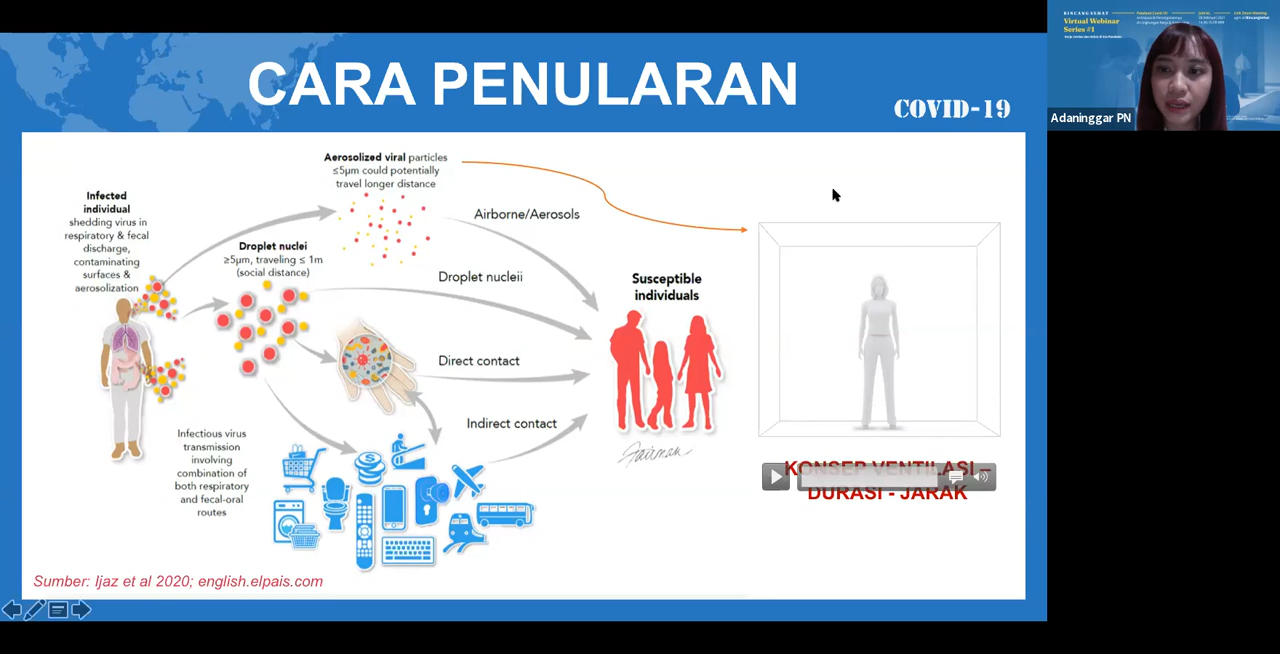 CARA PENULARAN
COVID-19
Aerosolized viral particles
≤5µm could potentially
travel longer distance
Infected
individual
shedding virus in
respiratory & fecal
discharge,
contaminating
surfaces &
aerosolization
Droplet nuclei
≥5µm, traveling ≤ 1m
(social distance)
Airborne/Aerosols
Droplet nucleii
Direct contact
Indirect contact
Susceptible
individuals
Infectious virus
transmission
involving
combination of
both respiratory
and fecal-oral
routes
KONSEP VENTILASI –
DURASI - JARAK
Sumber: Ijaz et al 2020; english.elpais.com
BINCANGSEHAT
Virtual Webinar
Series #1
Adaninggar PN